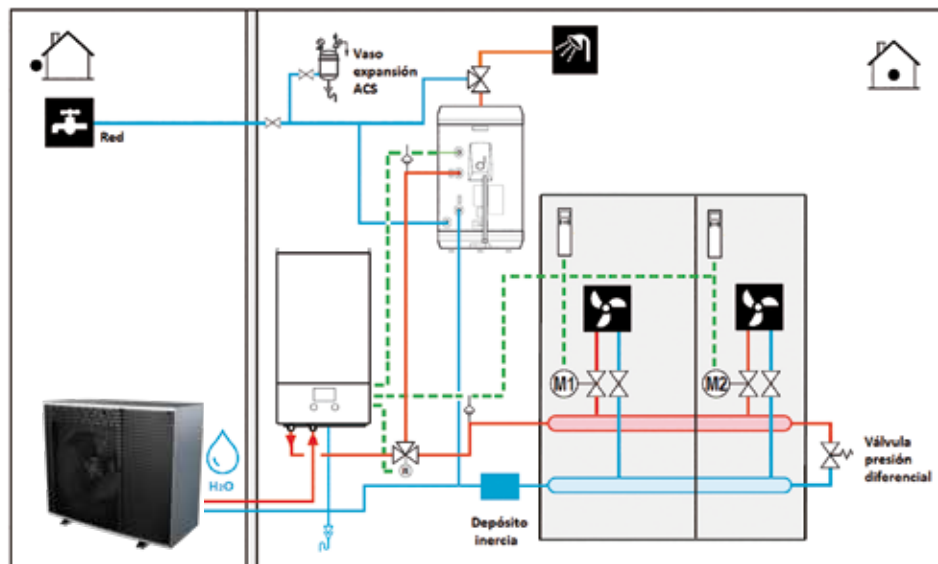 Vaso
expansión
ACS
Red
M1
M2
H₂O
Válvula
presión
diferencial
Depósito
inercia